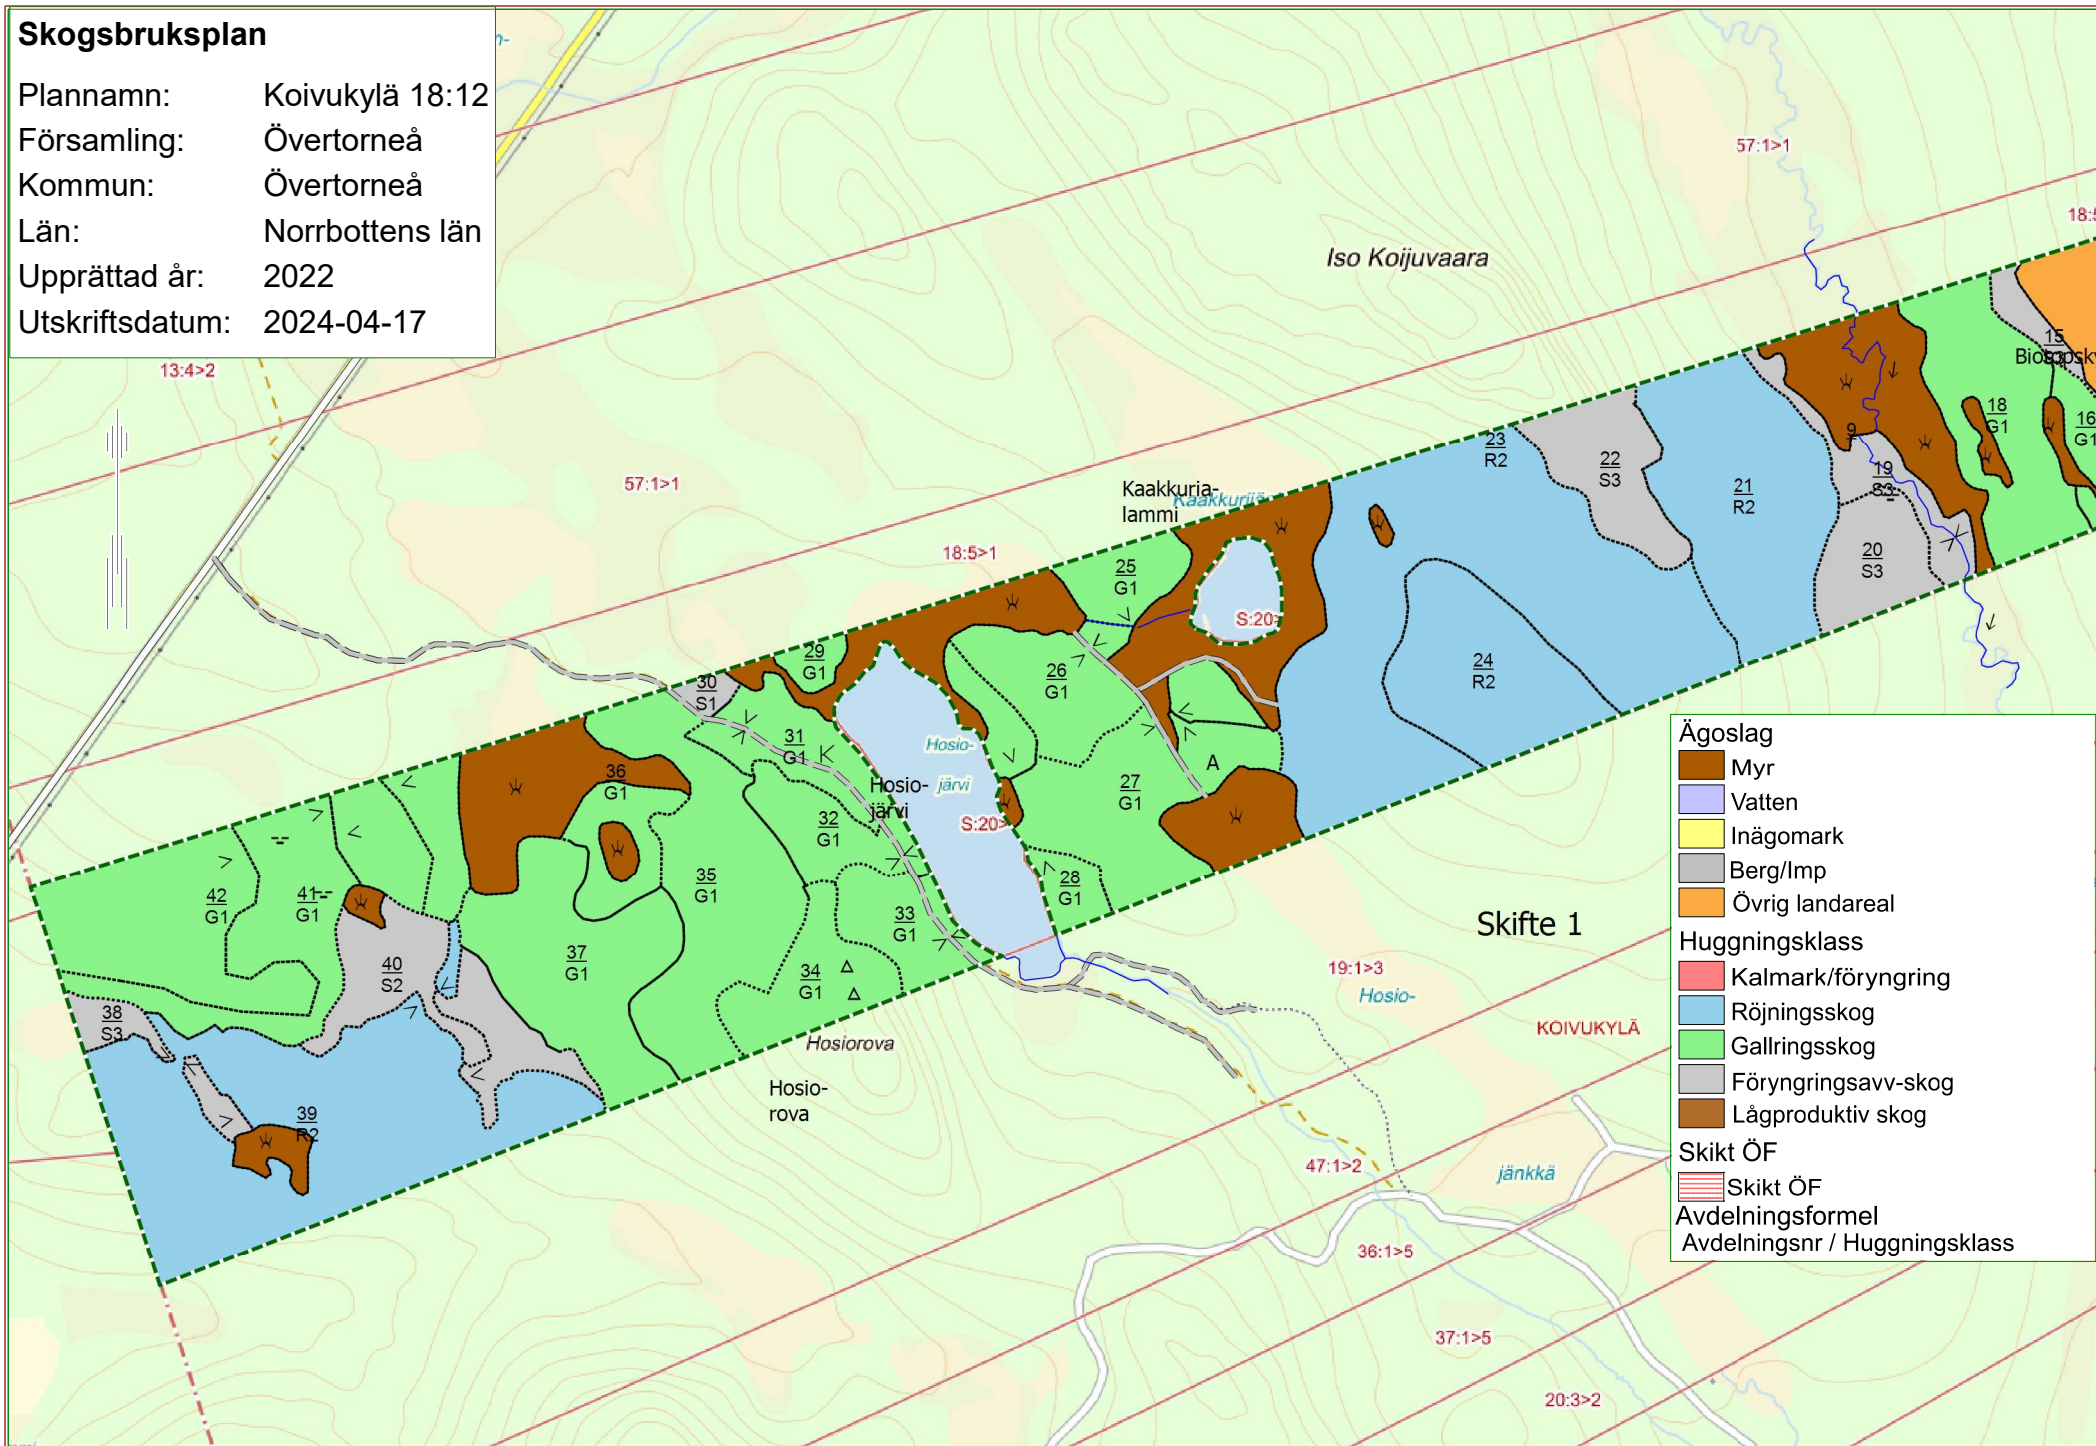 Skogsbruksplan
Plannamn: Koivukylä 18:12
Församling: Övertorneå
Kommun: Övertorneå
Län: Norrbottens län
Upprättad år: 2022
Utskriftsdatum: 2024-04-17
57:1>1
18:5
Iso Koijuvaara
15
S3
13:4>2
18
G1
16
G1
9
23
R2
22
S3
19
S3
57:1>1
21
R2
Kaakkuria-
lammi
18:5>1
20
S3
25
G1
S:20>
29
G1
26
G1
24
R2
30
S1
31
G1
Hosio-
järvi
Hosio-
järvi
A
36
G1
27
G1
32
G1
S:20>
35
G1
28
G1
42
G1
41
G1
33
G1
37
G1
40
S2
34
G1
38
S3
Hosiorova
Hosio-
rova
39
R2
Skifte 1
19:1>3
Hosio-
KOIVUKYLÄ
47:1>2
jänkkä
36:1>5
37:1>5
20:3>2
Ägoslag
Myr
Vatten
Inägomark
Berg/Imp
Övrig landareal
Huggningsklass
Kalmark/föryngring
Röjningsskog
Gallringsskog
Föryngringsavv-skog
Lågproduktiv skog
Skikt ÖF
Skikt ÖF
Avdelningsformel
Avdelningsnr / Huggningsklass